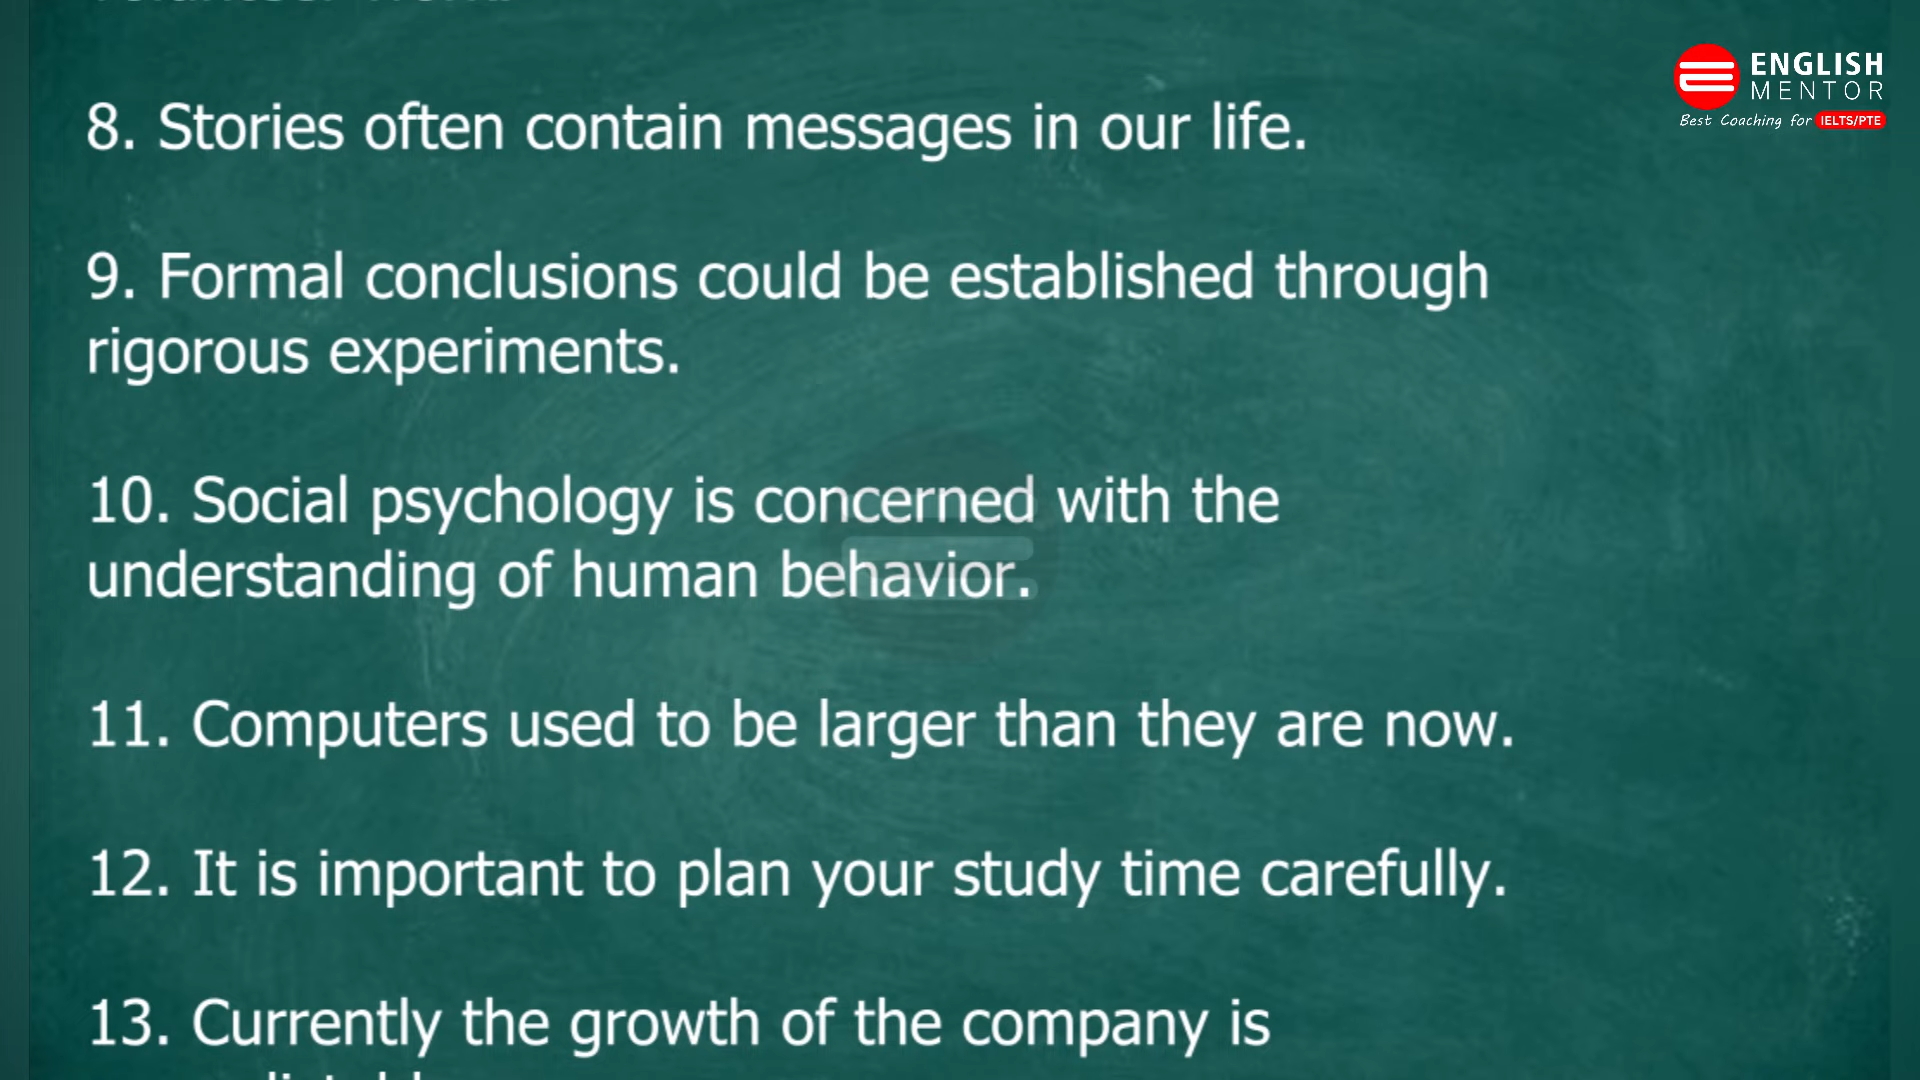 8. Stories often contain messages in our life.
9. Formal conclusions could be established through
rigorous experiments.
10. Social psychology is concerned with the
understanding of human behavior.
11. Computers used to be larger than they are now.
12. It is important to plan your study time carefully.
13. Currently the growth of the company is
ENGLISH
MENTOR
Best Coaching for IELTS/PTE